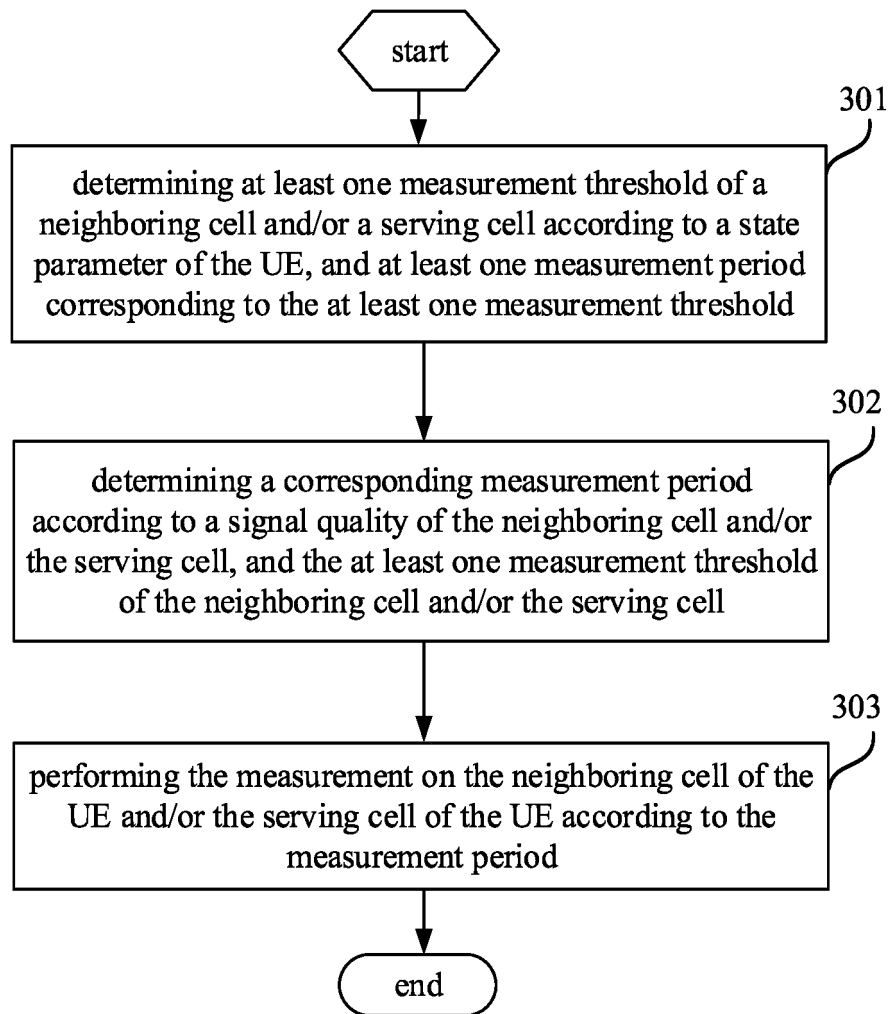 start
301
determining at least one measurement threshold of a
neighboring cell and/or a serving cell according to a state
parameter of the UE, and at least one measurement period
corresponding to the at least one measurement threshold
302
determining a corresponding measurement period
according to a signal quality of the neighboring cell and/or
the serving cell, and the at least one measurement threshold
of the neighboring cell and/or the serving cell
303
performing the measurement on the neighboring cell of the
UE and/or the serving cell of the UE according to the
measurement period
end